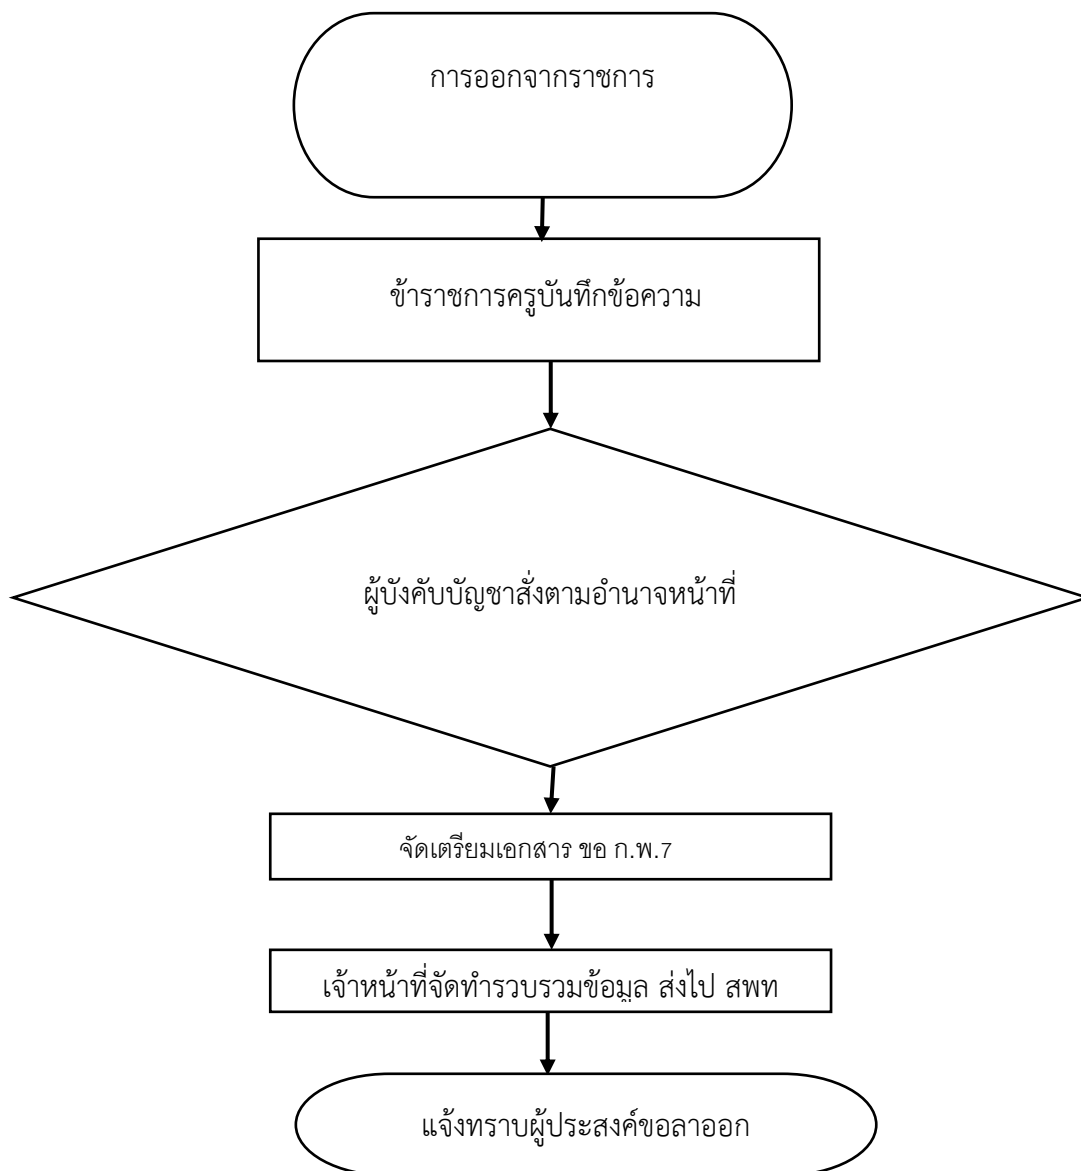 การออกจากราชการ
ข้าราชการครูบันทึกข้อความ
ผู้บังคับบัญชาสั่งตามอำนาจหน้าที่
จัดเตรียมเอกสาร ขอ ก.พ.7
เจ้าหน้าที่จัดทำรวบรวมข้อมูล ส่งไป สพท
แจ้งทราบผู้ประสงค์ขอลาออก